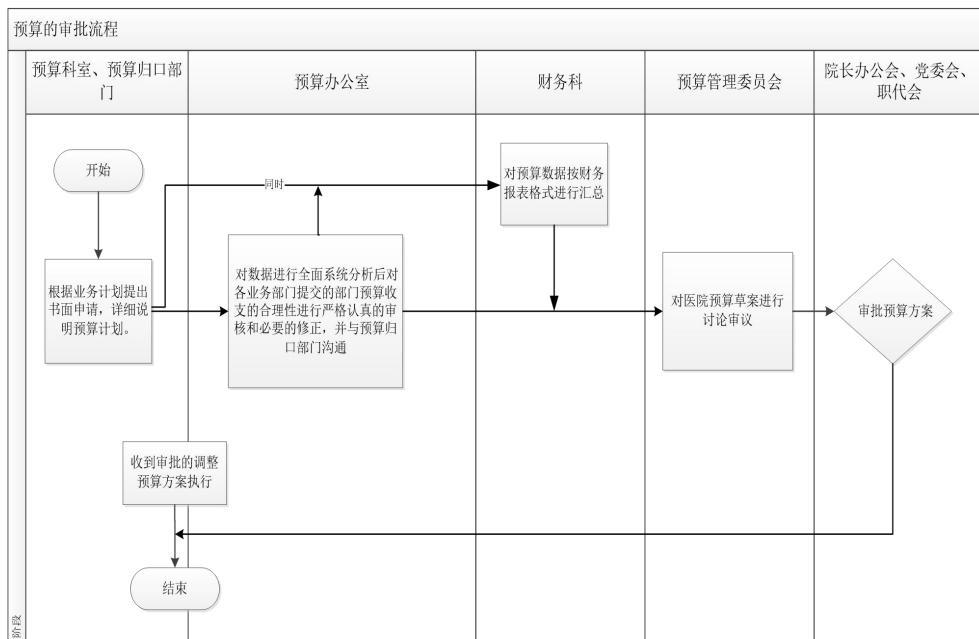 预算的审批流程
预算科室、预算归口部
门
预算办公室
财务科
预算管理委员会
院长办公会、党委会、
职代会
开始
同时
对预算数据按财务
报表格式进行汇总
根据业务计划提出
书面申请，详细说
明预算计划。
对数据进行全面系统分析后对
各业务部门提交的部门预算收
支的合理性进行严格认真的审
核和必要的修正，并与预算归
口部门沟通
对医院预算草案进行
讨论审议
审批预算方案
收到审批的调整
预算方案执行
结束
阶段